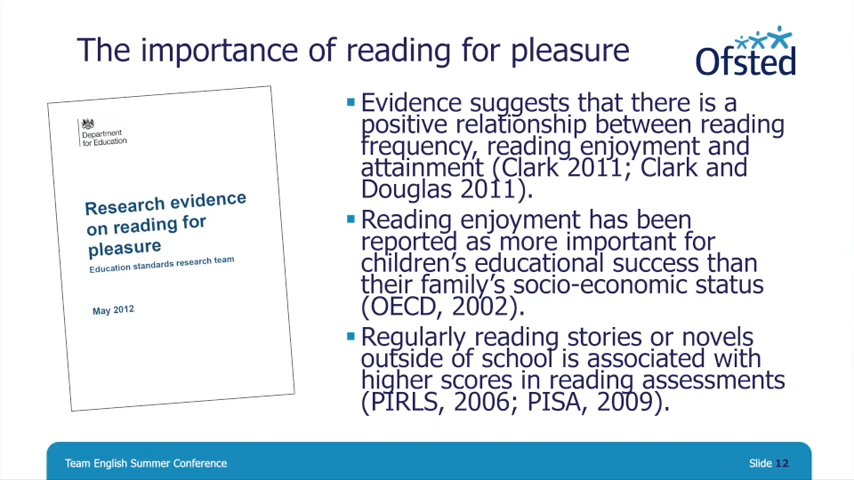 The importance of reading for pleasure
Ofsted
Department
for Education
Research evidence
on reading for
pleasure
Education standards research team
May 2012
▪ Evidence suggests that there is a
positive relationship between reading
frequency, reading enjoyment and
attainment (Clark 2011; Clark and
Douglas 2011).
▪ Reading enjoyment has been
reported as more important for
children’s educational success than
their family’s socio-economic status
(OECD, 2002).
▪ Regularly reading stories or novels
outside of school is associated with
higher scores in reading assessments
(PIRLS, 2006; PISA, 2009).
Team English Summer Conference
Slide 12